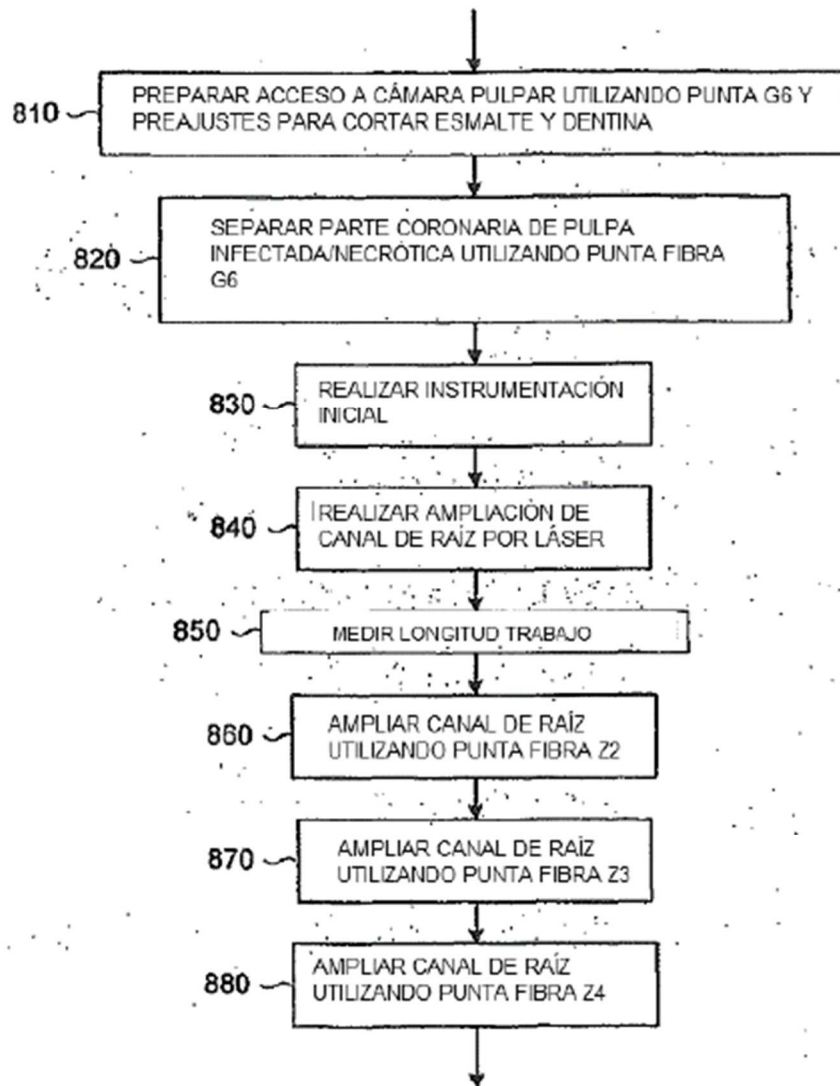 810
PREPARAR ACCESO A CÁMARA PULPAR UTILIZANDO PUNTA G6 Y
PREAJUSTES PARA CORTAR ESMALTE Y DENTINA
820
SEPARAR PARTE CORONARIA DE PULPA
INFECTADA/NECRÓTICA UTILIZANDO PUNTA FIBRA
G6
830
REALIZAR INSTRUMENTACIÓN
INICIAL
840
REALIZAR AMPLIACIÓN DE
CANAL DE RAÍZ POR LÁSER
850
MEDIR LONGITUD TRABAJO
860
AMPLIAR CANAL DE RAÍZ
UTILIZANDO PUNTA FIBRA Z2
870
AMPLIAR CANAL DE RAÍZ
UTILIZANDO PUNTA FIBRA Z3
880
AMPLIAR CANAL DE RAÍZ
UTILIZANDO PUNTA FIBRA Z4